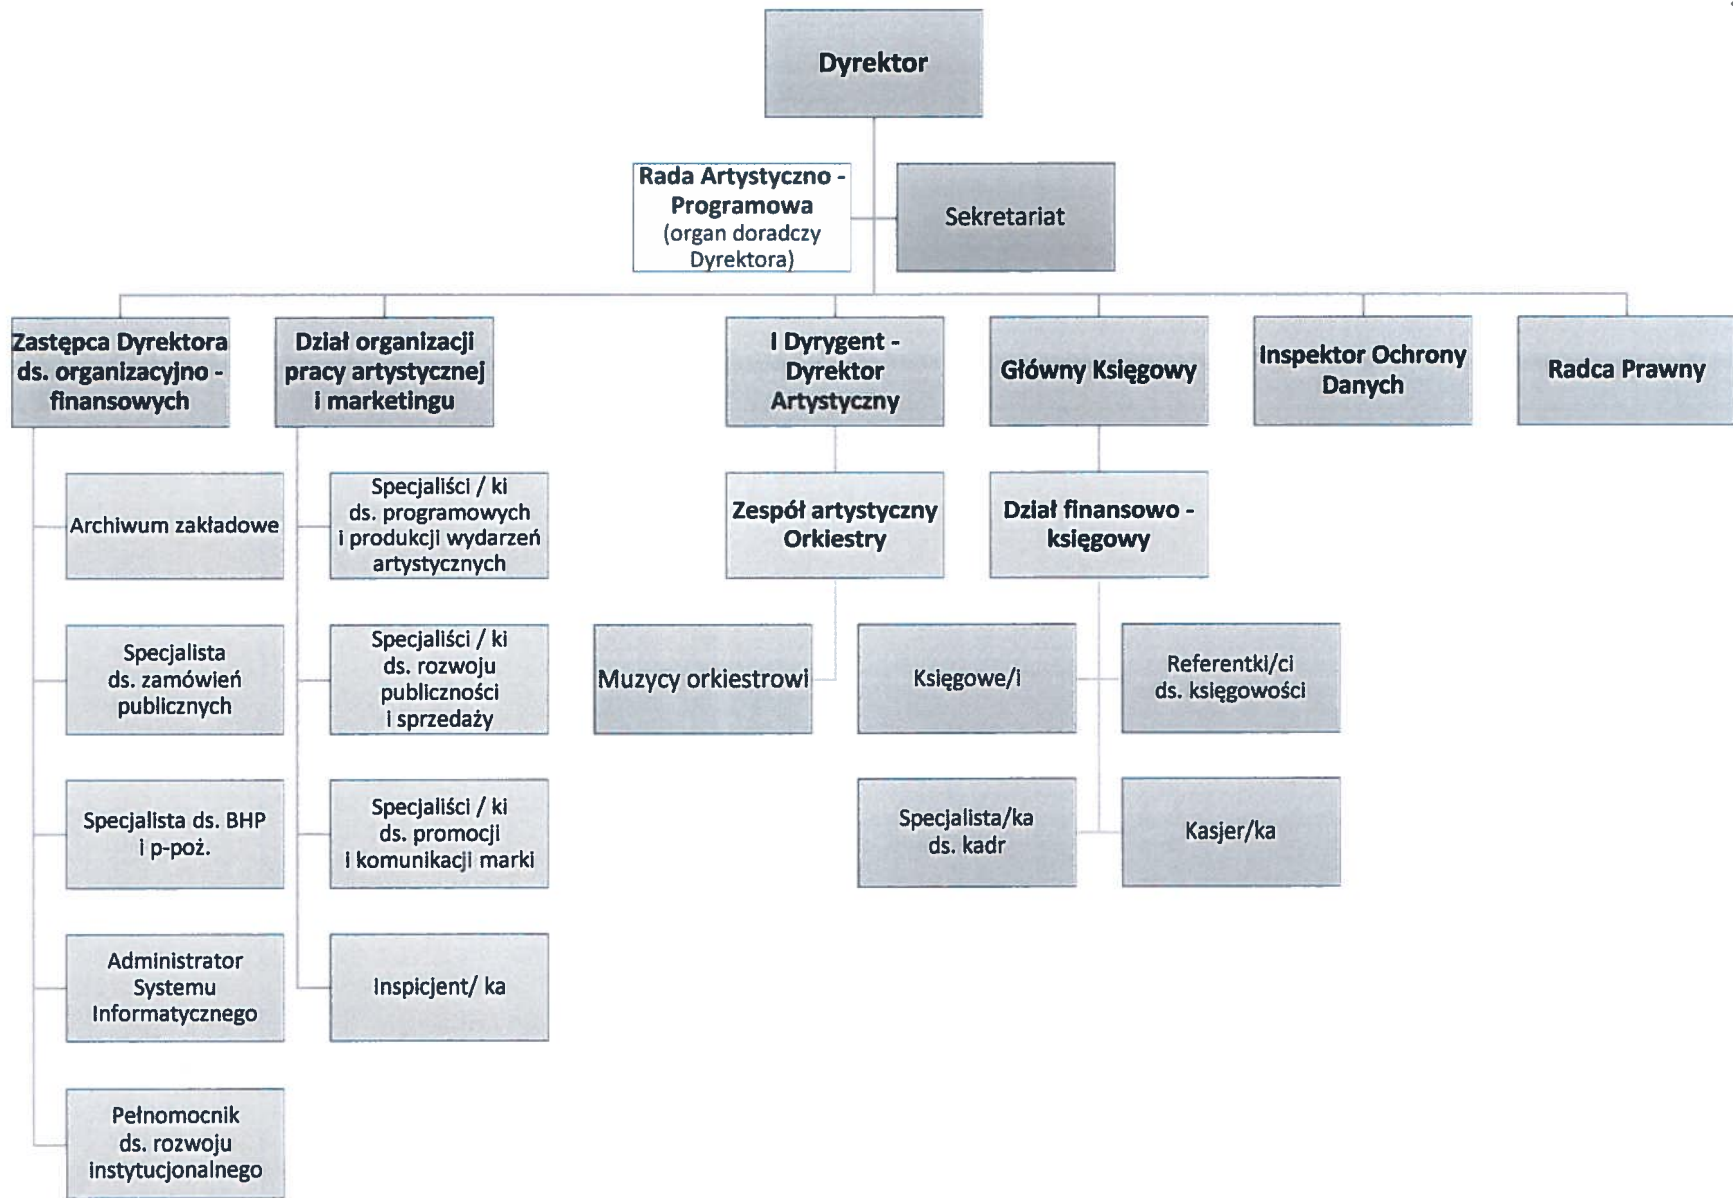 Dyrektor
Rada Artystyczno -
Programowa
(organ doradczy
Dyrektora)
Sekretariat
Zastępca Dyrektora
ds. organizacyjno -
finansowych
Dział organizacji
pracy artystycznej
i marketingu
I Dyrygent -
Dyrektor
Artystyczny
Główny Księgowy
Inspektor Ochrony
Danych
Radca Prawny
Archiwum zakładowe
Specjaliści / ki
ds. programowych
i produkcji wydarzeń
artystycznych
Zespół artystyczny
Orkiestry
Dział finansowo -
księgowy
Specjalista
ds. zamówień
publicznych
Specjaliści / ki
ds. rozwoju
publiczności
i sprzedaży
Muzycy orkiestrowi
Księgowe/i
Referentki/ci
ds. księgowości
Specjalista ds. BHP
i p-poż.
Specjaliści / ki
ds. promocji
i komunikacji marki
Specjalista/ka
ds. kadr
Kasjer/ka
Administrator
Systemu
Informatycznego
Inspicjent/ ka
Pełnomocnik
ds. rozwoju
instytucjonalnego